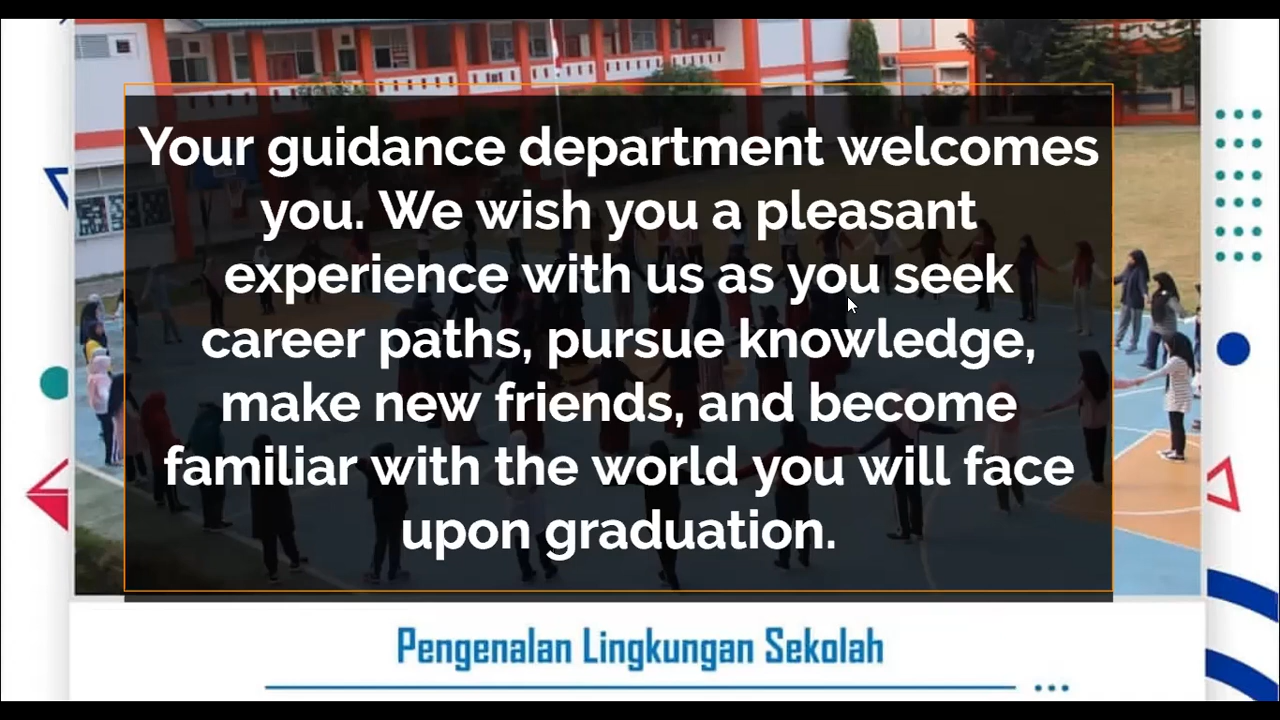 Your guidance department welcomes
you. We wish you a pleasant
experience with us as you seek
career paths, pursue knowledge,
make new friends, and become
familiar with the world you will face
upon graduation.
Pengenalan Lingkungan Sekolah